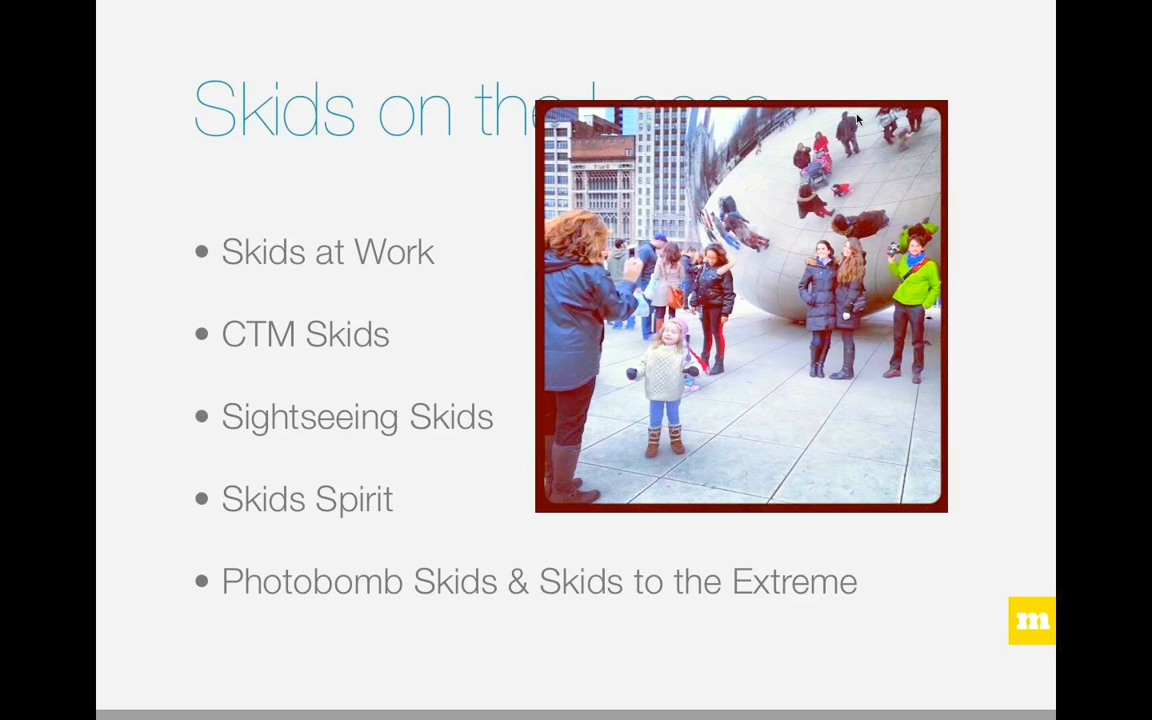 Skids on the
• Skids at Work
• CTM Skids
• Sightseeing Skids
• Skids Spirit
• Photobomb Skids & Skids to the Extreme
m